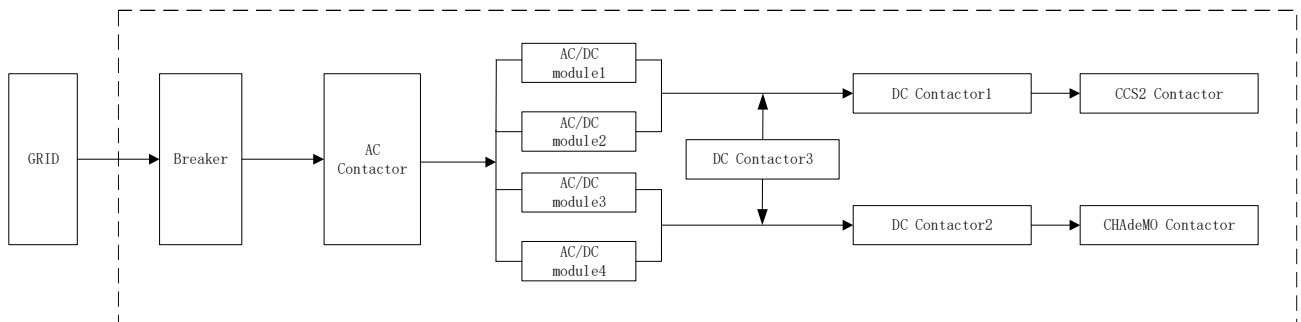 GRID
Breaker
AC
Contactor
AC/DC
module1
AC/DC
module2
AC/DC
module3
AC/DC
module4
DC Contactor3
DC Contactor1
CCS2 Contactor
DC Contactor2
CHAdeMO Contactor